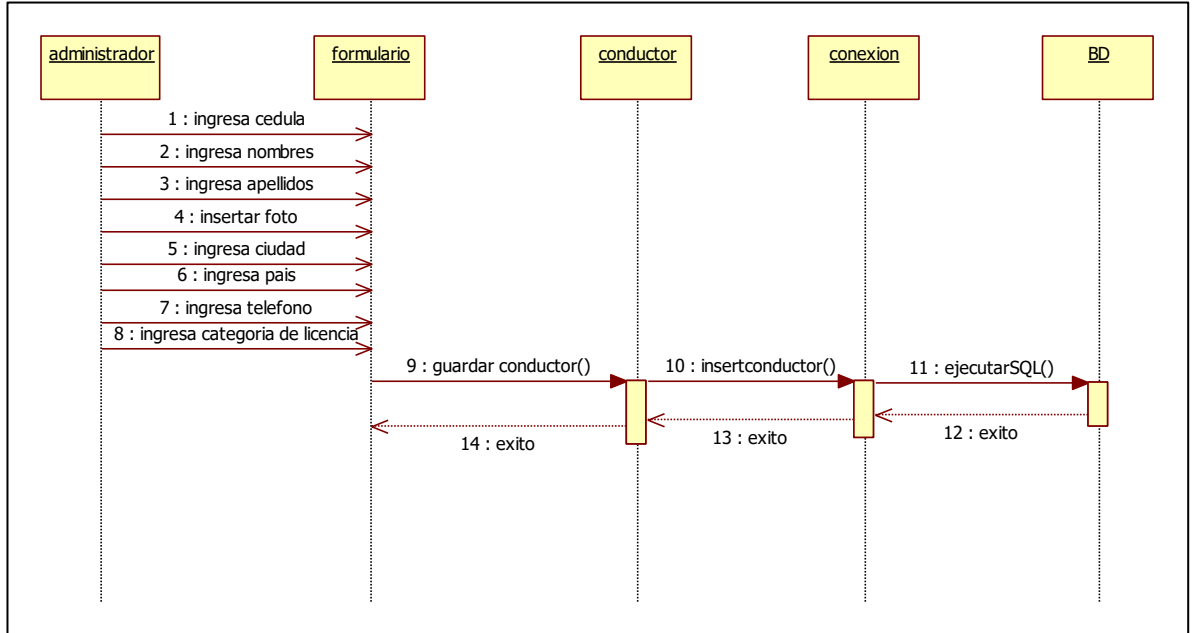 administrador
formulario
conductor
conexion
BD
1 : ingresa cedula
2 : ingresa nombres
3 : ingresa apellidos
4 : insertar foto
5 : ingresa ciudad
6 : ingresa pais
7 : ingresa telefono
8 : ingresa categoria de licencia
9 : guardar conductor()
10 : insertconductor()
11 : ejecutarSQL()
12 : exito
13 : exito
14 : exito